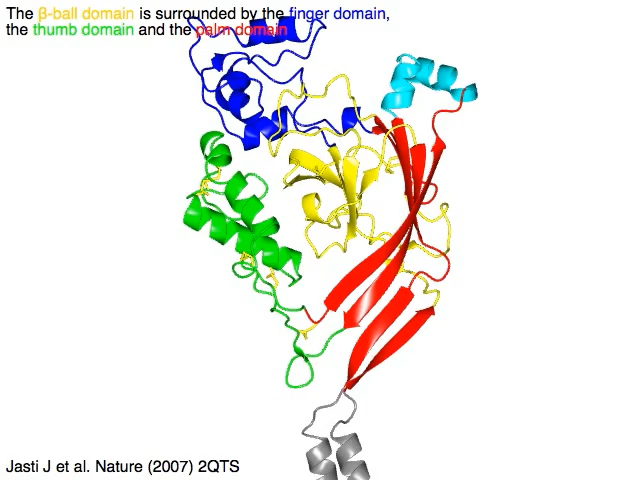 The β-ball domain is surrounded by the finger domain,
the thumb domain and the palm domain
Jasti J et al. Nature (2007) 2QTS